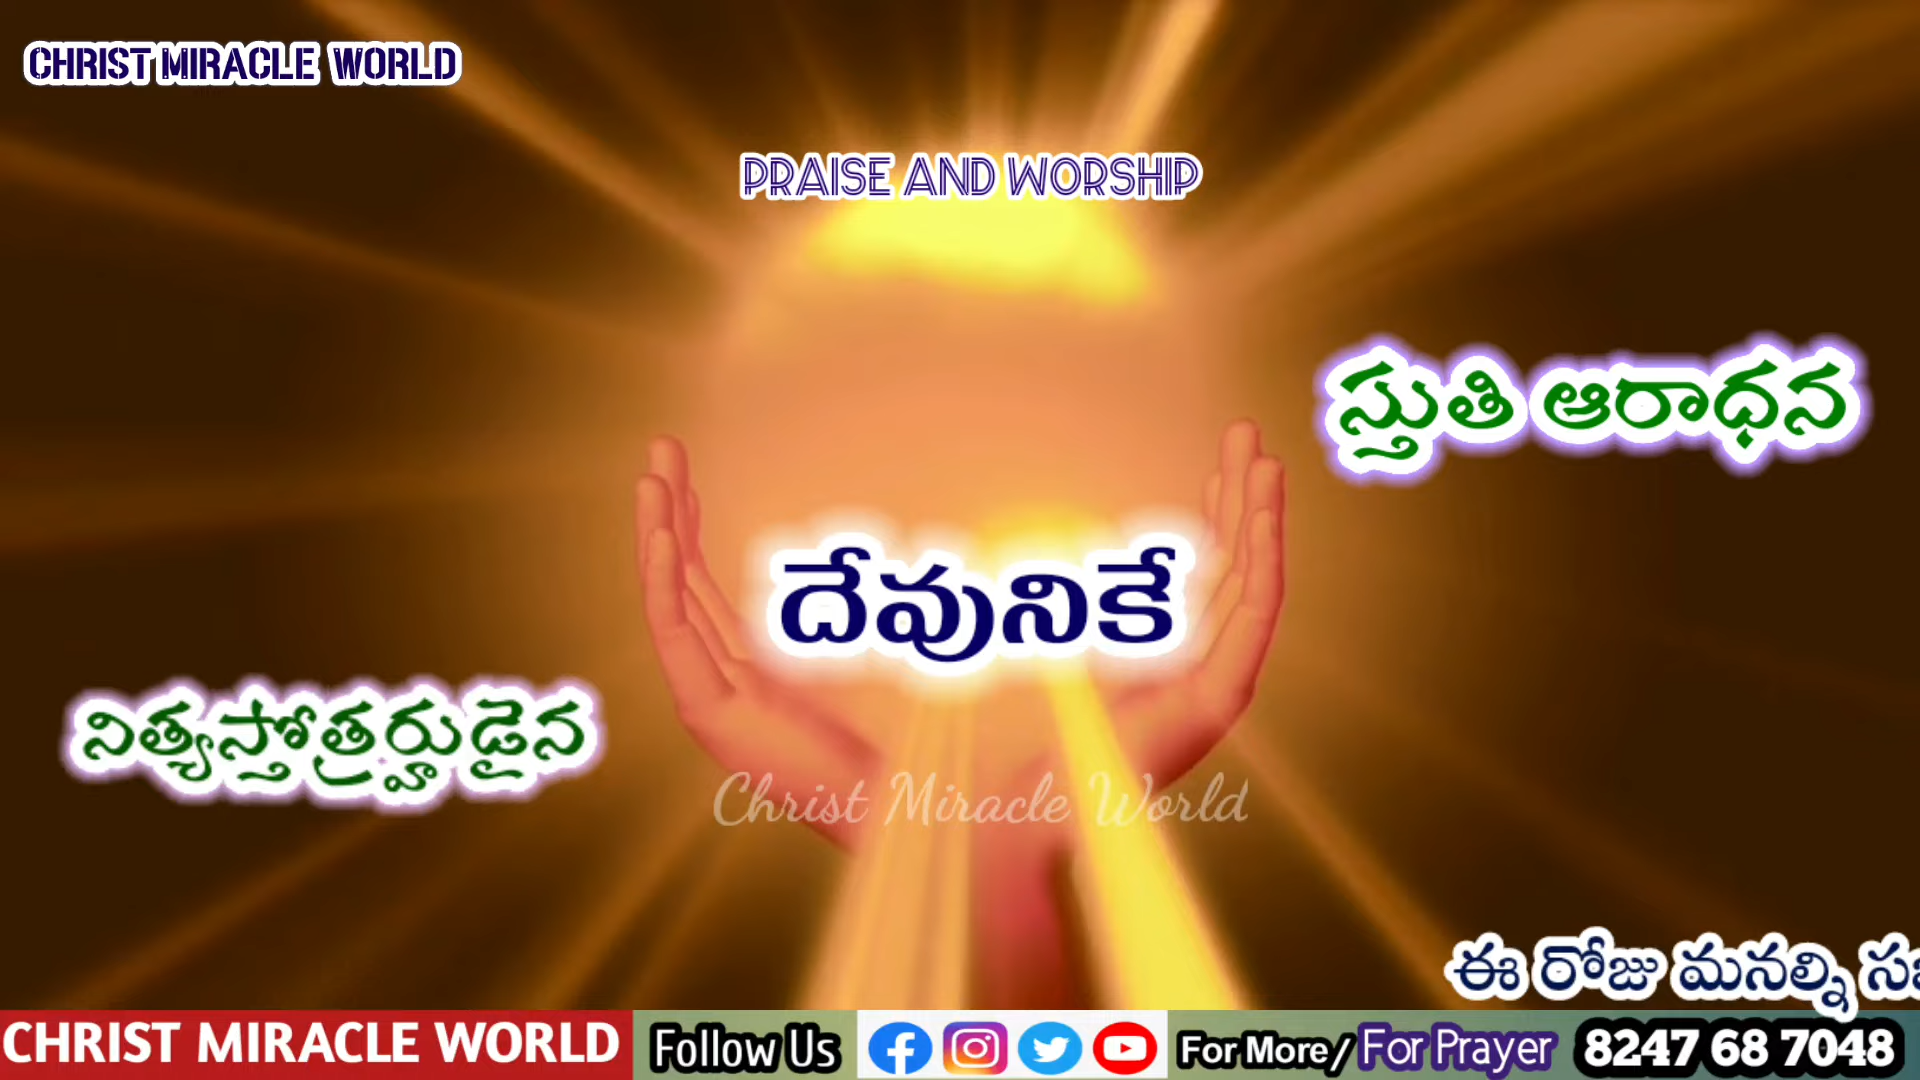 CHRIST MIRACLE WORLD
PRAISE AND WORSHIP
స్తుతి ఆరాధన
దేవునికే
నిత్యస్తోత్రర్హుడైన
Christ Miracle World
ఈ రోజు మనల్ని
CHRIST MIRACLE WORLD Follow Us For More/ For Prayer 8247 68 7048